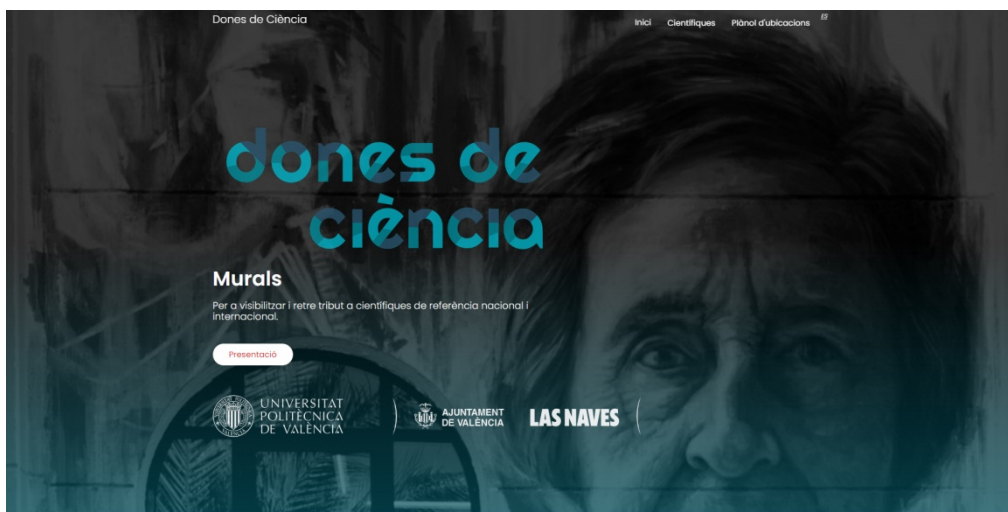 Dones de Ciència
Inici Científiques Plànol d'ubicacions ES
dones de
ciència
Murals
Per a visibilitzar i retre tribut a científiques de referència nacional i
internacional.
Presentació
UNIVERSITAT
POLITÈCNICA
DE VALÈNCIA
AJUNTAMENT
DE VALÈNCIA
LAS NAVES